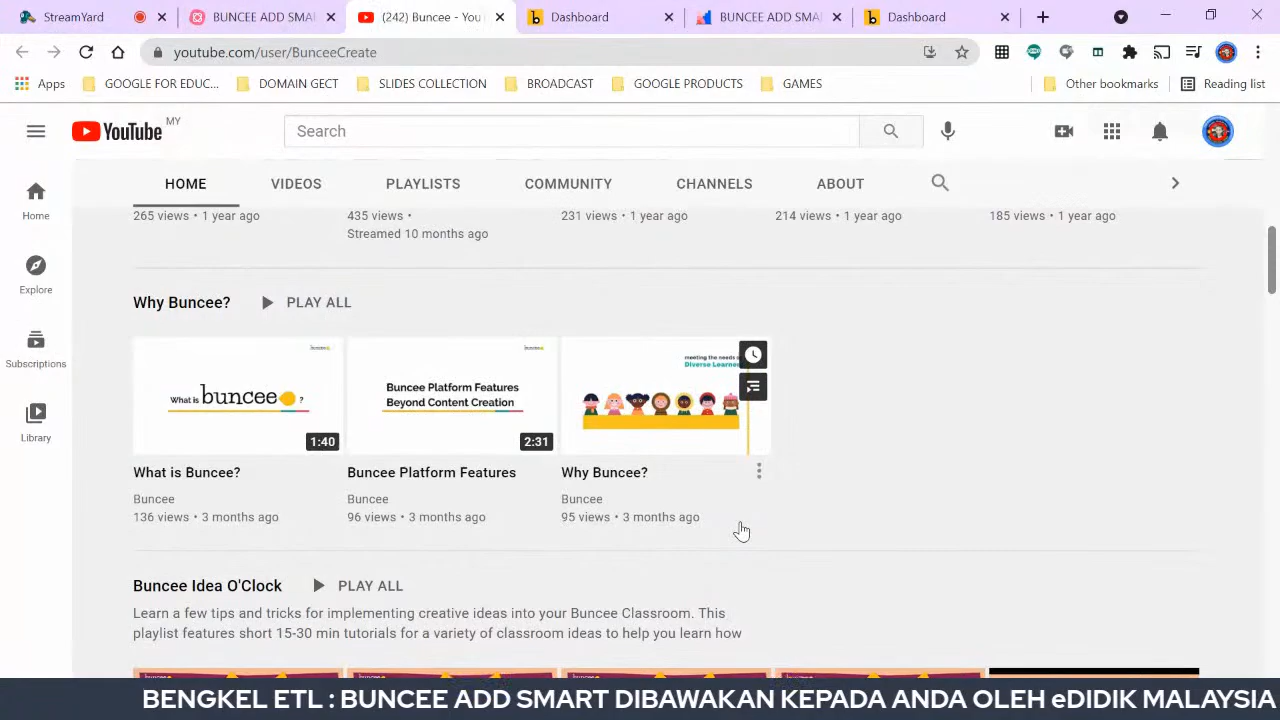 StreamYard
BUNCEE ADD SMAR
(242) Buncee - You
Dashboard
BUNCEE ADD SMA
Dashboard
youtube.com/user/BunceeCreate
Apps
GOOGLE FOR EDUC...
DOMAIN GECT
SLIDES COLLECTION
BROADCAST
GOOGLE PRODUCTS
GAMES
Other bookmarks
Reading list
YouTube MY
Search
HOME
VIDEOS
PLAYLISTS
COMMUNITY
CHANNELS
ABOUT
Home
Explore
Subscriptions
Library
265 views • 1 year ago
435 views •
Streamed 10 months ago
231 views • 1 year ago
214 views • 1 year ago
185 views • 1 year ago
Why Buncee?
PLAY ALL
What is buncee ?
1:40
Buncee Platform Features
Beyond Content Creation
2:31
meeting the needs
Diverse Learne
What is Buncee?
Buncee
136 views • 3 months ago
Buncee Platform Features
Buncee
96 views • 3 months ago
Why Buncee?
Buncee
95 views • 3 months ago
Buncee Idea O'Clock
PLAY ALL
Learn a few tips and tricks for implementing creative ideas into your Buncee Classroom. This
playlist features short 15-30 min tutorials for a variety of classroom ideas to help you learn how
BENGKEL ETL : BUNCEE ADD SMART DIBAWAKAN KEPADA ANDA OLEH eDIDIK MALAYSIA